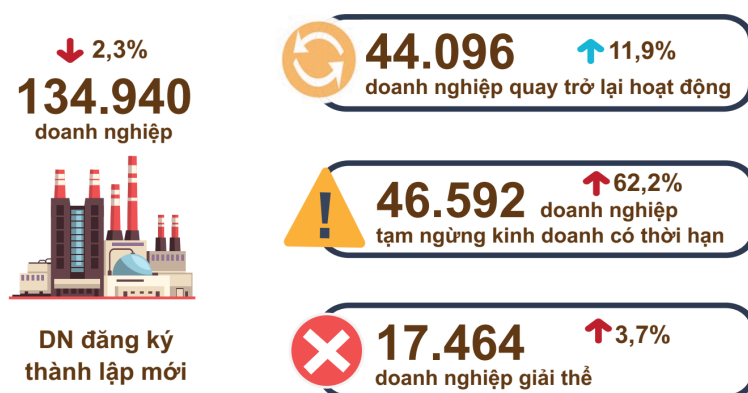 2,3%
134.940
doanh nghiệp
DN đăng ký
thành lập mới
44.096 11,9%
doanh nghiệp quay trở lại hoạt động
46.592 doanh nghiệp 62,2%
tạm ngừng kinh doanh có thời hạn
17.464 3,7%
doanh nghiệp giải thể